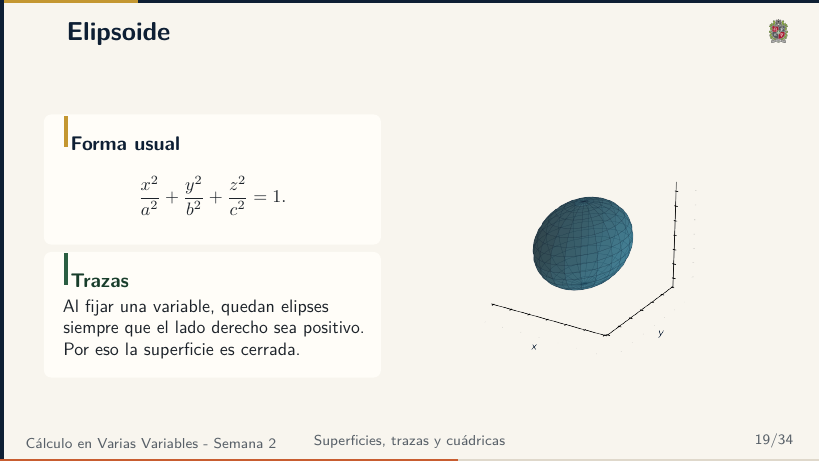 Elipsoide
Forma usual
x²/a² + y²/b² + z²/c² = 1.
Trazas
Al fijar una variable, quedan elipses
siempre que el lado derecho sea positivo.
Por eso la superficie es cerrada.
x
y
Cálculo en Varias Variables - Semana 2
Superficies, trazas y cuádricas
19/34